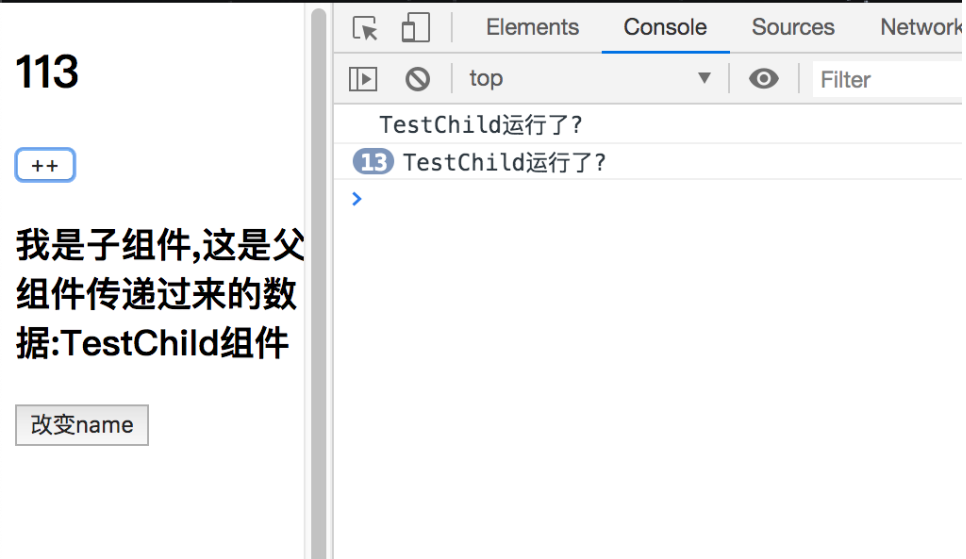 113
++
我是子组件,这是父
组件传递过来的数
据:TestChild组件
改变name
Elements Console Sources Network
top Filter
TestChild运行了?
13 TestChild运行了?